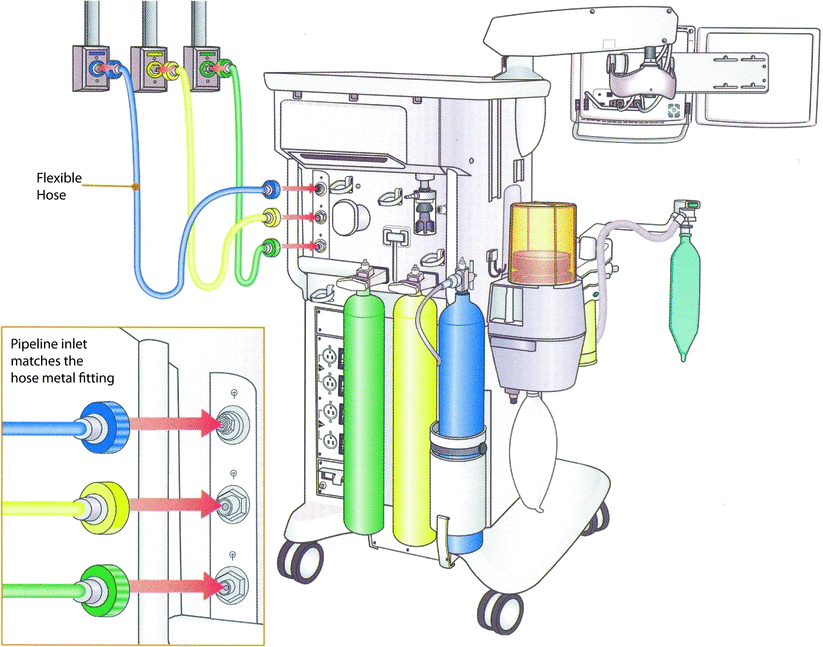 Flexible
Hose
Pipeline inlet
matches the
hose metal fitting